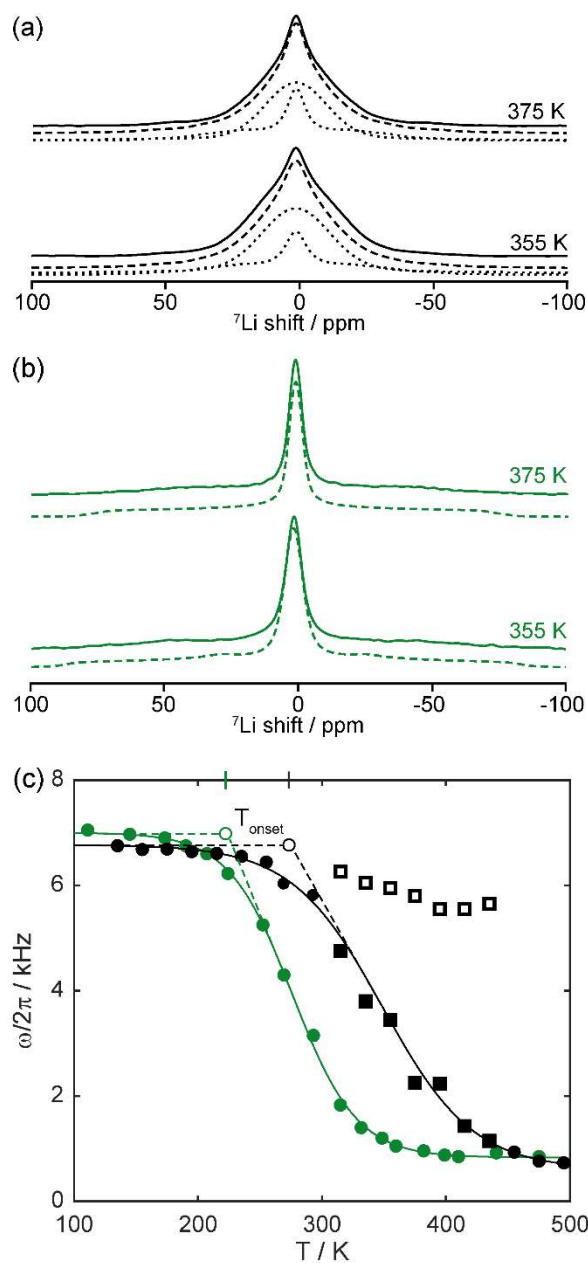 (a)
375 K
355 K
100 50 0 -50 -100
⁷Li shift / ppm
(b)
375 K
355 K
100 50 0 -50 -100
⁷Li shift / ppm
(c)
8
T_onset
6
4
2
0
ω/2π / kHz
100 200 300 400 500
T / K